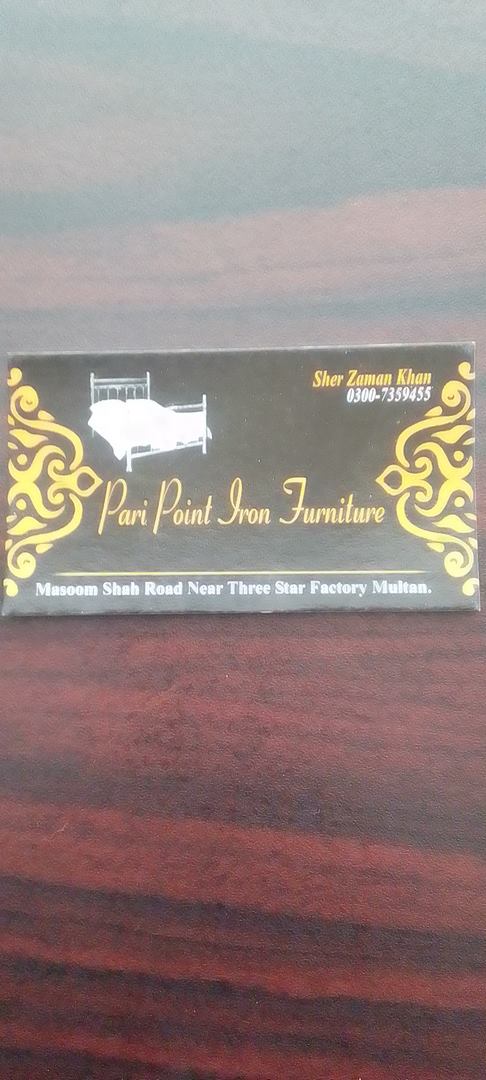 Sher Zaman Khan
0300-7359455
Pari Point Iron Furniture
Masoom Shah Road Near Three Star Factory Multan.